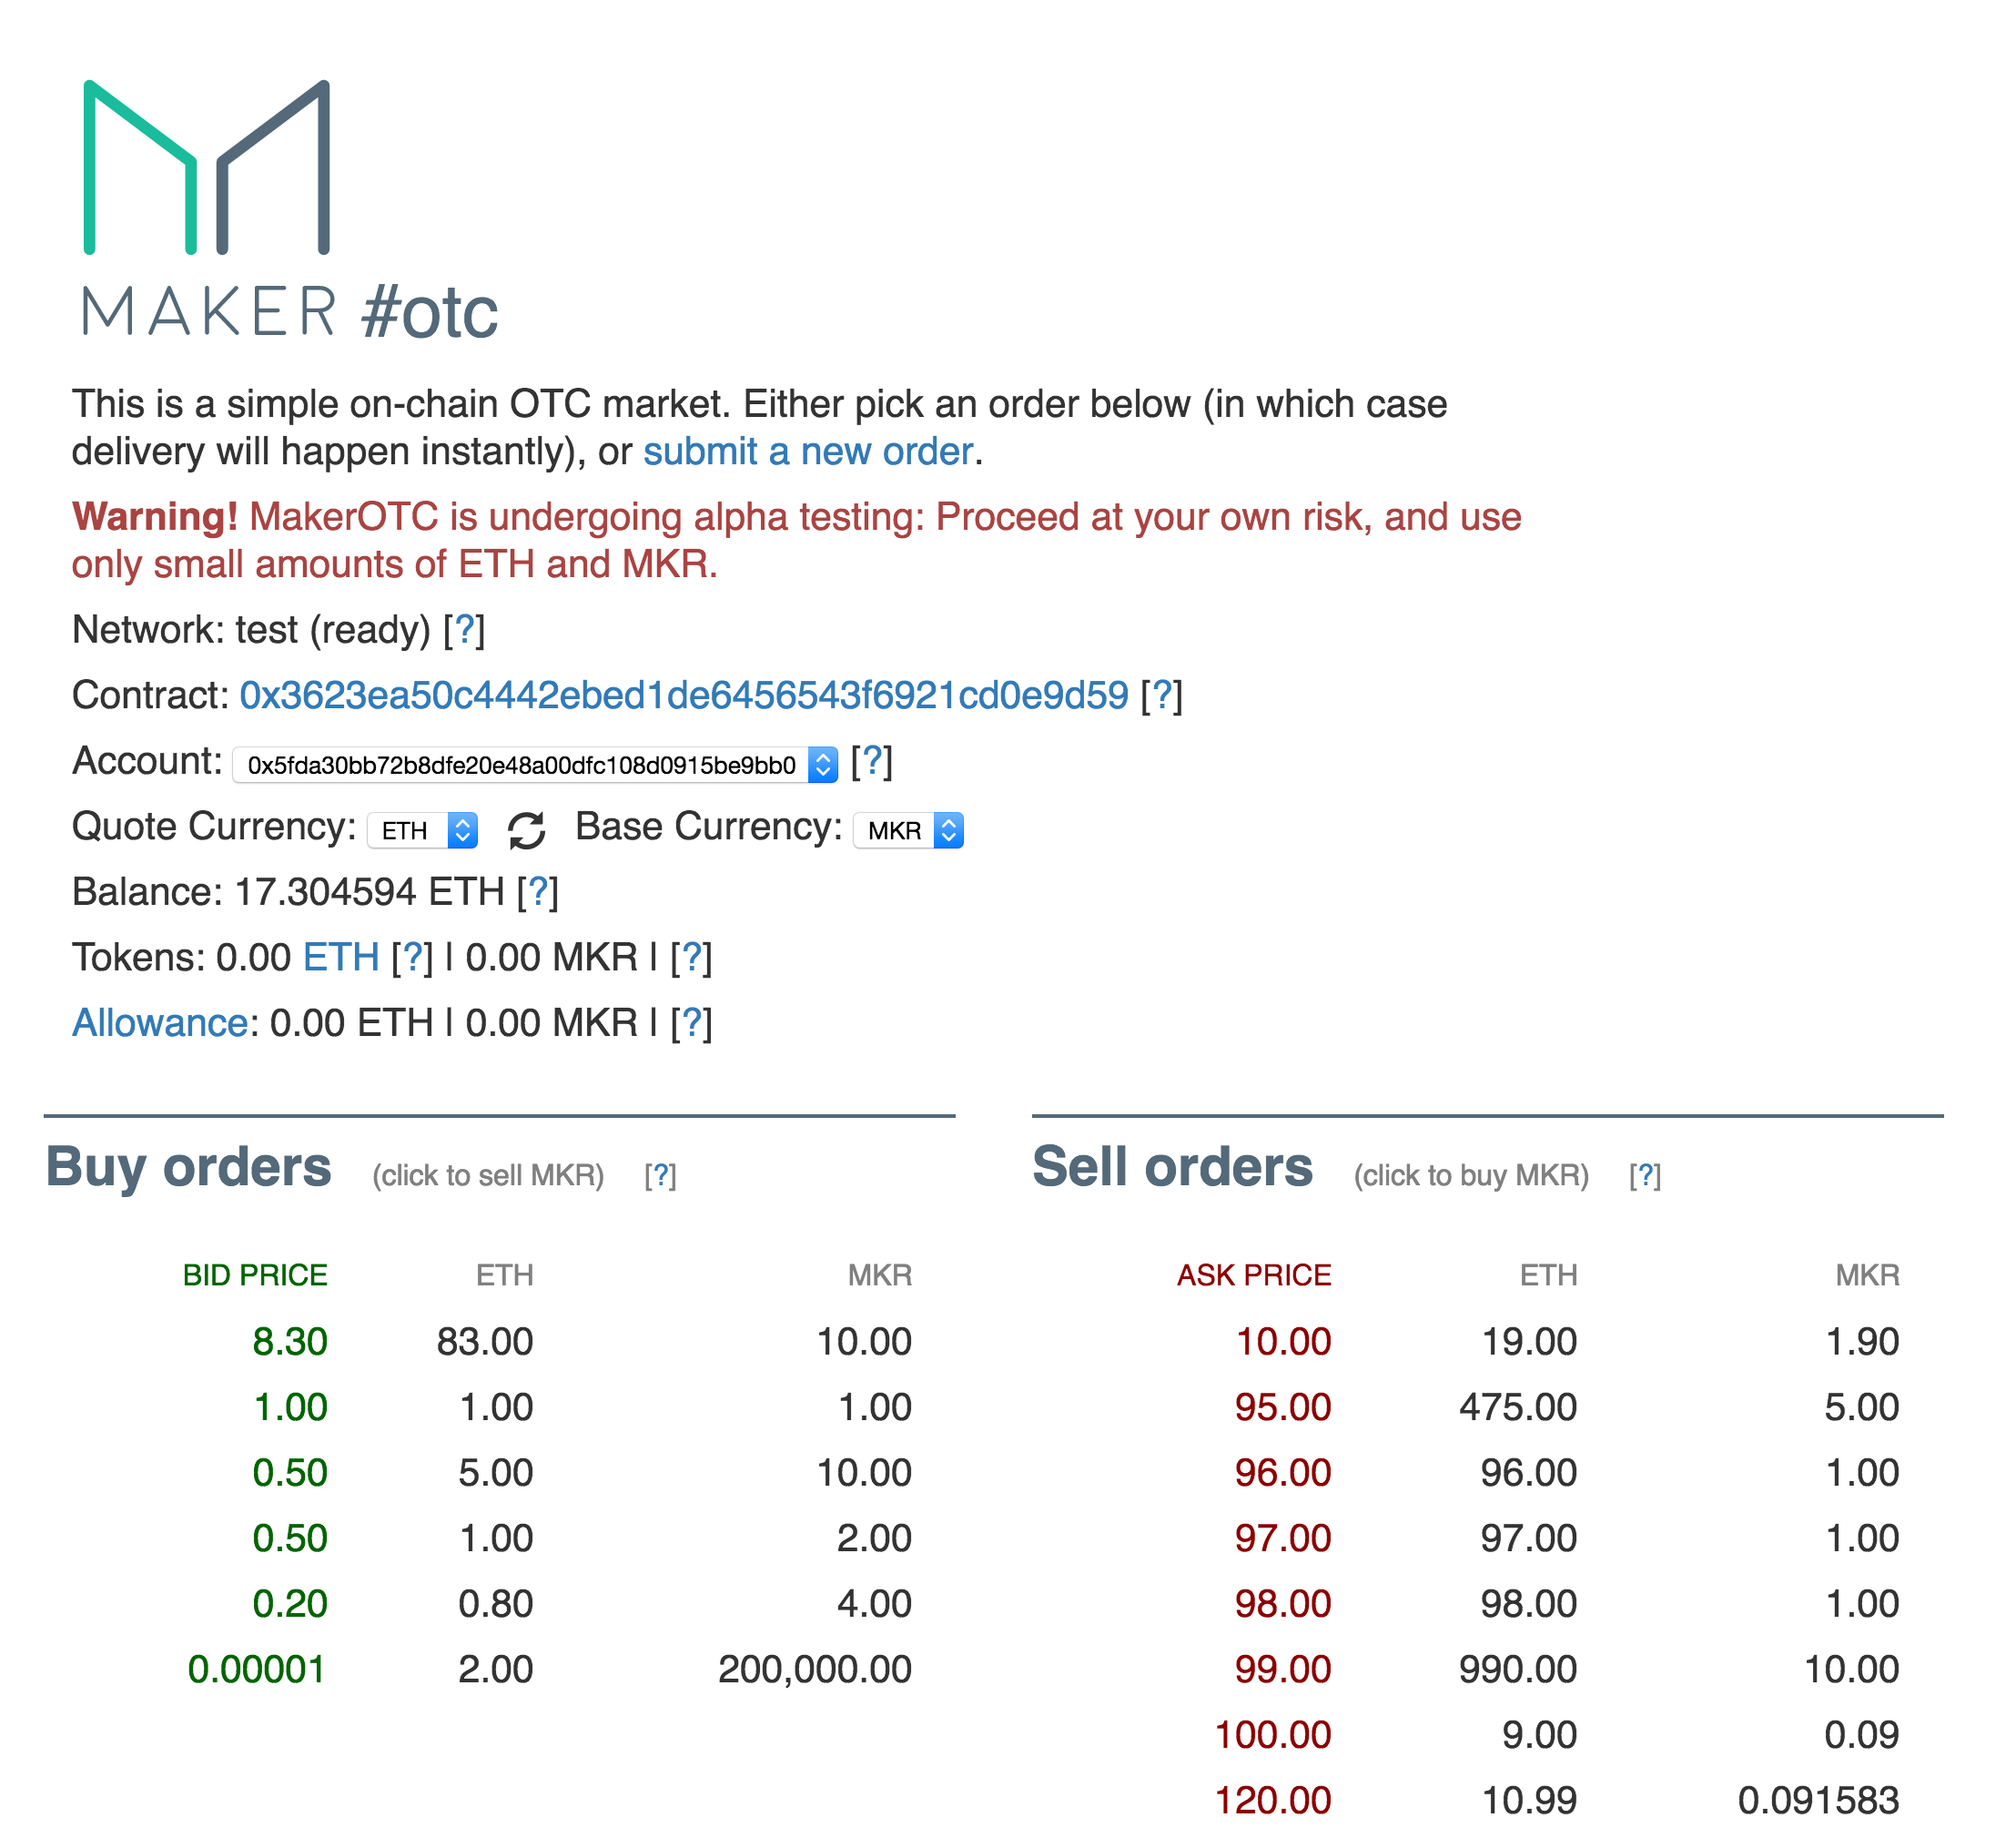 MAKER #otc
This is a simple on-chain OTC market. Either pick an order below (in which case
delivery will happen instantly), or submit a new order.
Warning! MakerOTC is undergoing alpha testing: Proceed at your own risk, and use
only small amounts of ETH and MKR.
Network: test (ready) [?]
Contract: 0x3623ea50c4442ebed1de6456543f6921cd0e9d59 [?]
Account: 0x5fda30bb72b8dfe20e48a00dfc108d0915be9bb0 [?]
Quote Currency: ETH Base Currency: MKR
Balance: 17.304594 ETH [?]
Tokens: 0.00 ETH [?] | 0.00 MKR | [?]
Allowance: 0.00 ETH | 0.00 MKR | [?]
Buy orders (click to sell MKR) [?]
BID PRICE ETH MKR
8.30 83.00 10.00
1.00 1.00 1.00
0.50 5.00 10.00
0.50 1.00 2.00
0.20 0.80 4.00
0.00001 2.00 200,000.00
Sell orders (click to buy MKR) [?]
ASK PRICE ETH MKR
10.00 19.00 1.90
95.00 475.00 5.00
96.00 96.00 1.00
97.00 97.00 1.00
98.00 98.00 1.00
99.00 990.00 10.00
100.00 9.00 0.09
120.00 10.99 0.091583